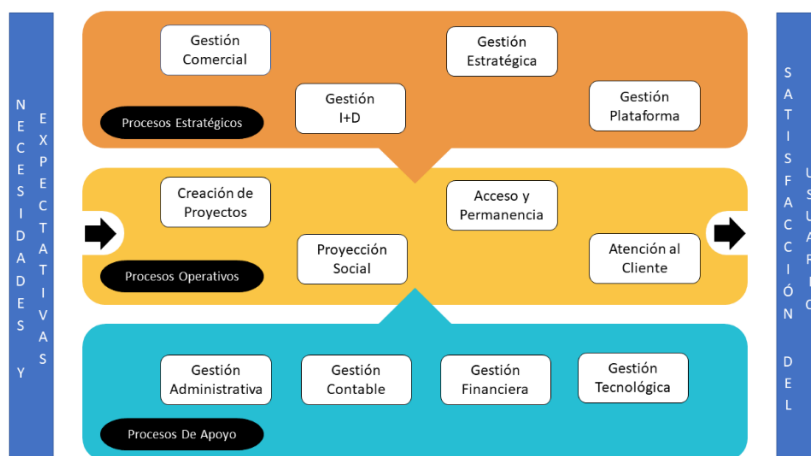 NECESIDADES Y
EXPECTATIVAS
Gestión
Comercial
Gestión
Estratégica
Gestión
I+D
Gestión
Plataforma
Procesos Estratégicos
Creación de
Proyectos
Acceso y
Permanencia
Proyección
Social
Atención al
Cliente
Procesos Operativos
Gestión
Administrativa
Gestión
Contable
Gestión
Financiera
Gestión
Tecnológica
Procesos De Apoyo
SATISFACCIÓN DEL
USUARIO